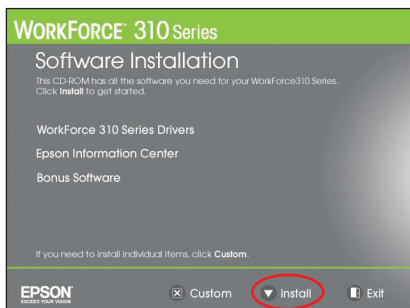 WORKFORCE™ 310 Series
Software Installation
This CD-ROM has all the software you need for your WorkForce310 Series.
Click Install to get started.
WorkForce 310 Series Drivers
Epson Information Center
Bonus Software
If you need to install individual items, click Custom.
EPSON®
EXCEED YOUR VISION
Custom
Install
Exit